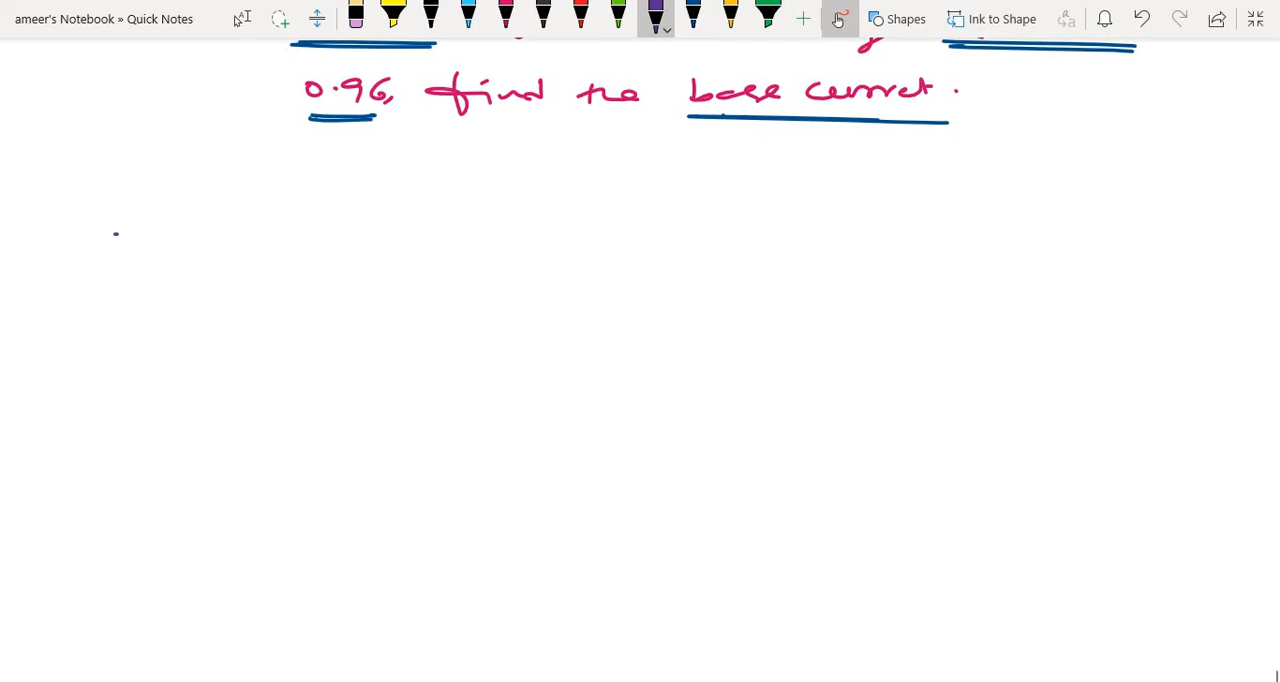 ameer's Notebook » Quick Notes Shapes Ink to Shape
0.96, find the base current.